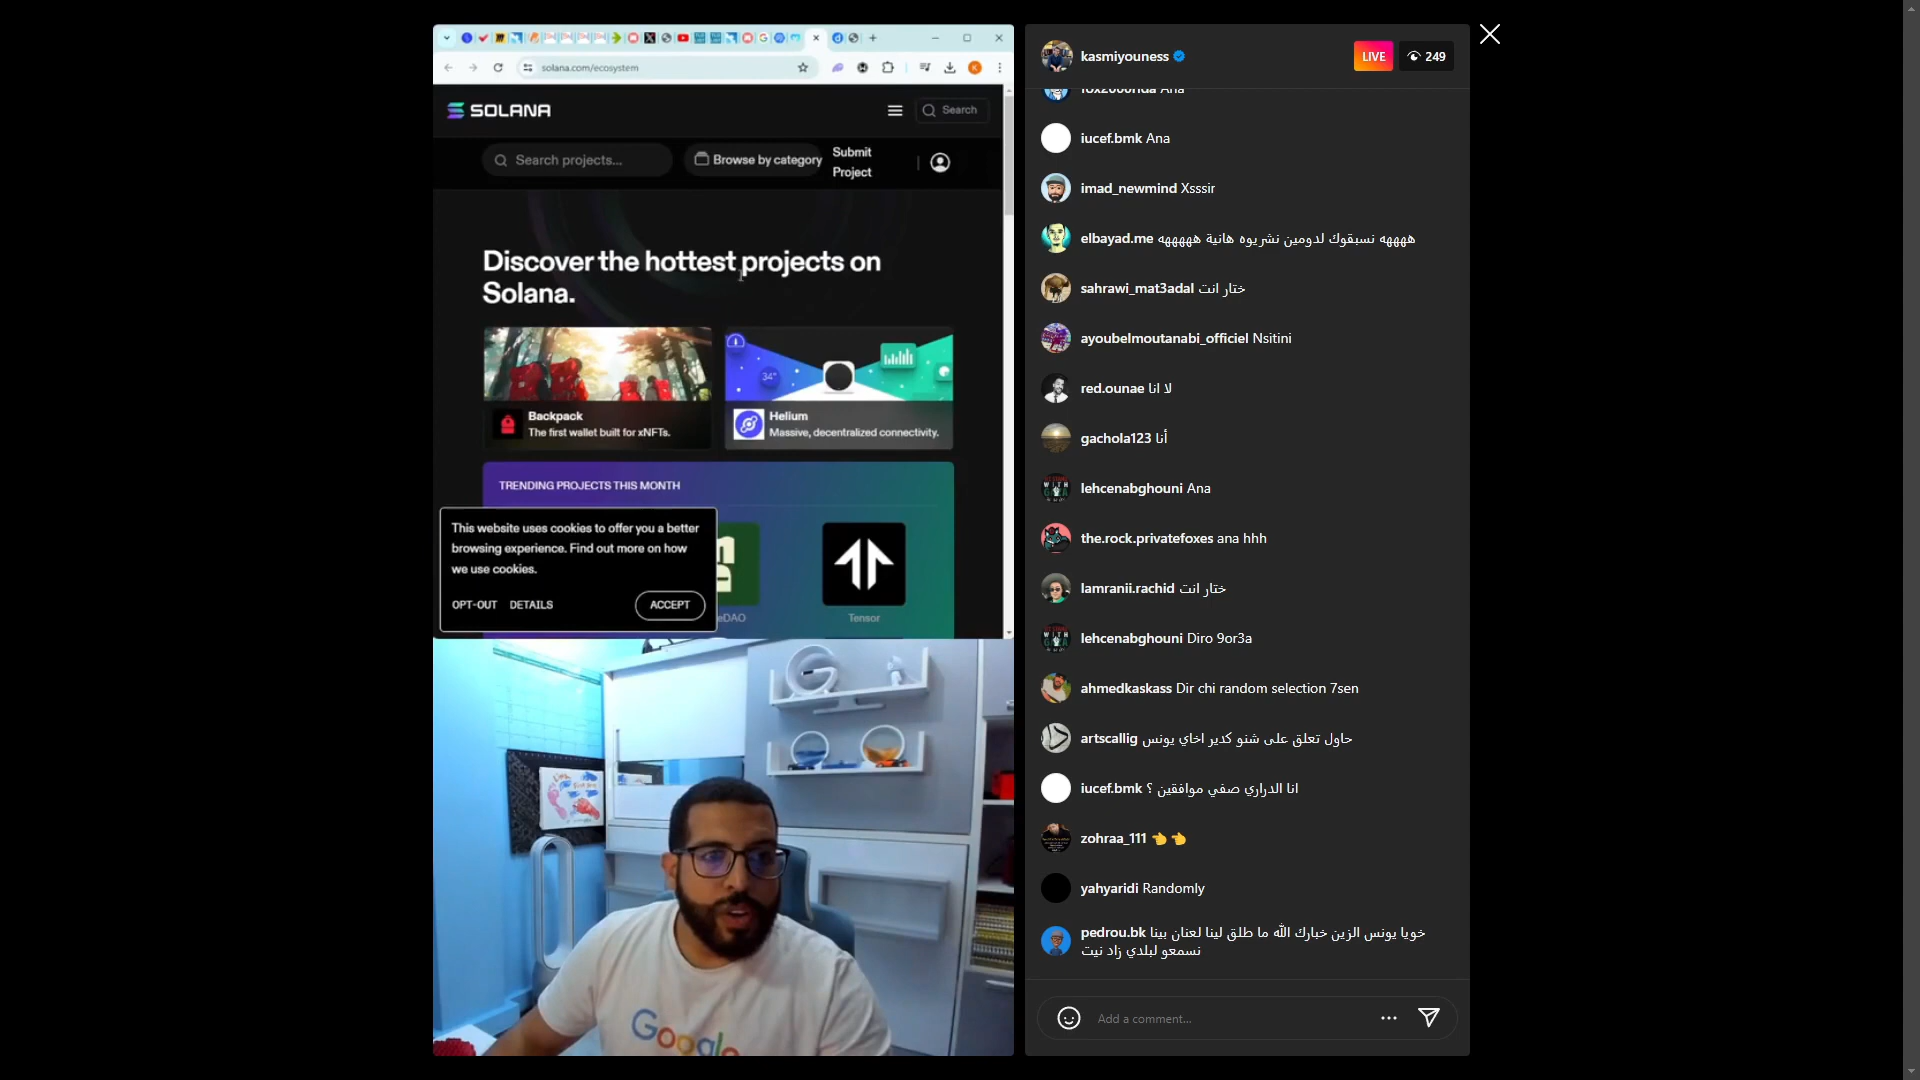 solana.com/ecosystem
SOLANA
Search
Search projects...
Browse by category
Submit
Project
Discover the hottest projects on
Solana.
34°
Backpack
The first wallet built for xNFTs.
Helium
Massive, decentralized connectivity.
TRENDING PROJECTS THIS MONTH
This website uses cookies to offer you a better
browsing experience. Find out more on how
we use cookies.
OPT-OUT DETAILS
ACCEPT
eDAO
Tensor
Google
kasmiyouness
LIVE
249
Ana
iucef.bmk Ana
imad_newmind Xsssir
elbayad.me ههههه نسبقوك لدومين نشريوه هانية ههههههه
sahrawi_mat3adal ختار انت
ayoubelmoutanabi_officiel Nsitini
red.ounae لا انا
gachola123 أنا
lehcenabghouni Ana
the.rock.privatefoxes ana hhh
lamranii.rachid ختار انت
lehcenabghouni Diro 9or3a
ahmedkaskass Dir chi random selection 7sen
artscallig حاول تعلق على شنو كدير اخاي يونس
iucef.bmk انا الدراري صفي موافقين ؟
zohraa_111 👈👈
yahyaridi Randomly
pedrou.bk خويا يونس الزين خبارك الله ما طلق لينا لعنان بينا
نسمعو لبلدي زاد نيت
Add a comment...